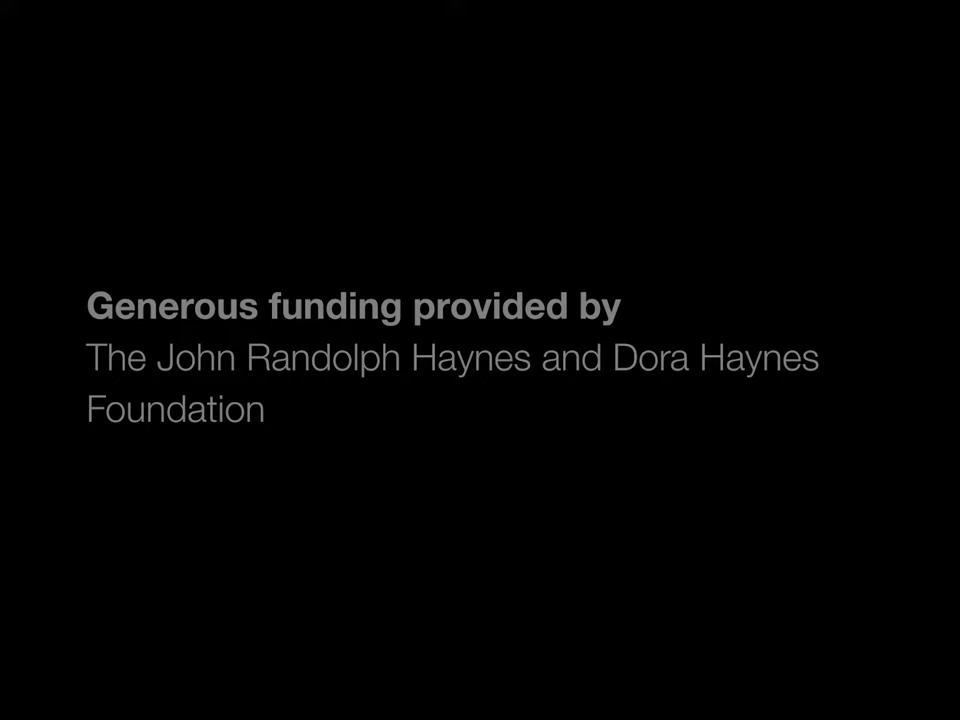 Generous funding provided by
The John Randolph Haynes and Dora Haynes
Foundation